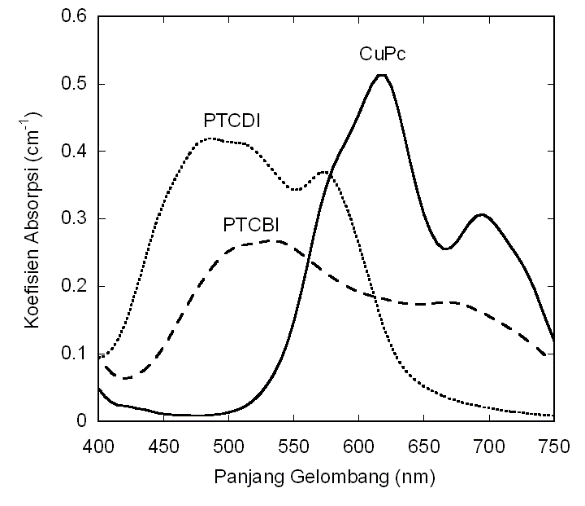 0.6
0.5
0.4
0.3
0.2
0.1
0
Koefisien Absorpsi (cm⁻¹)
CuPc
PTCDI
PTCBI
400 450 500 550 600 650 700 750
Panjang Gelombang (nm)